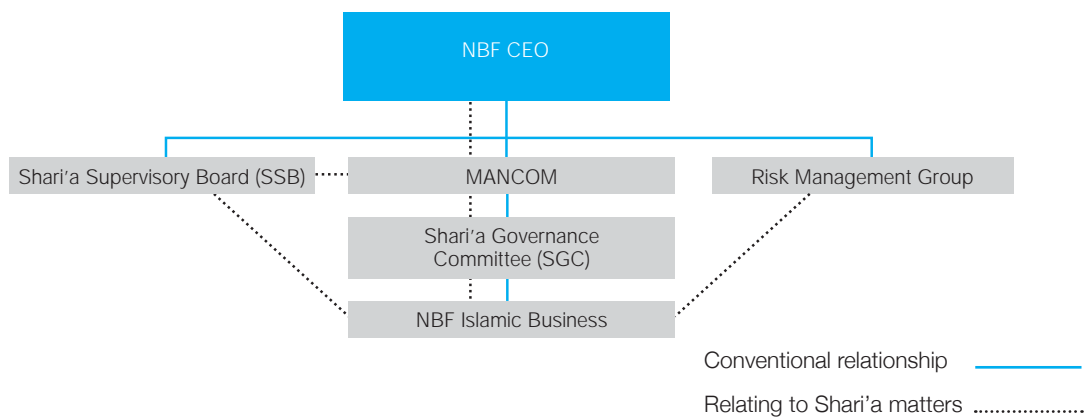 NBF CEO
Shari’a Supervisory Board (SSB)
MANCOM
Risk Management Group
Shari’a Governance
Committee (SGC)
NBF Islamic Business
Conventional relationship
Relating to Shari’a matters